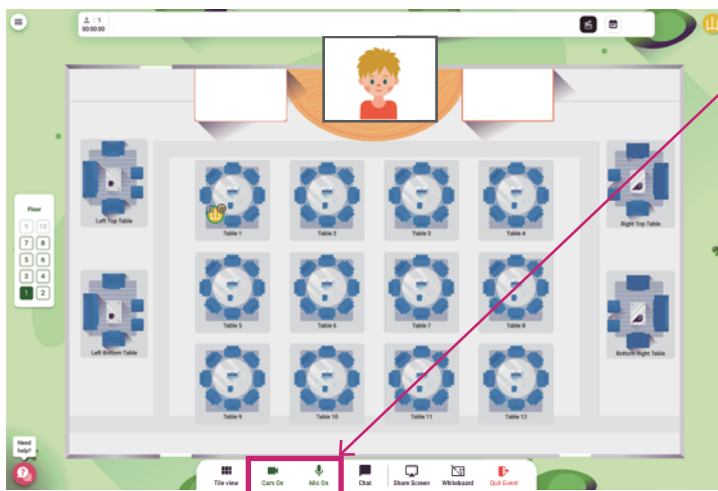 1
00:00:00
Floor
9 10
7 8
5 6
3 4
1 2
Left Top Table
Table 1
Table 2
Table 3
Table 4
Right Top Table
Table 5
Table 6
Table 7
Table 8
Left Bottom Table
Bottom Right Table
Table 9
Table 10
Table 11
Table 12
Need
help?
Tile view
Cam On
Mic On
Chat
Share Screen
Whiteboard
Quit Event